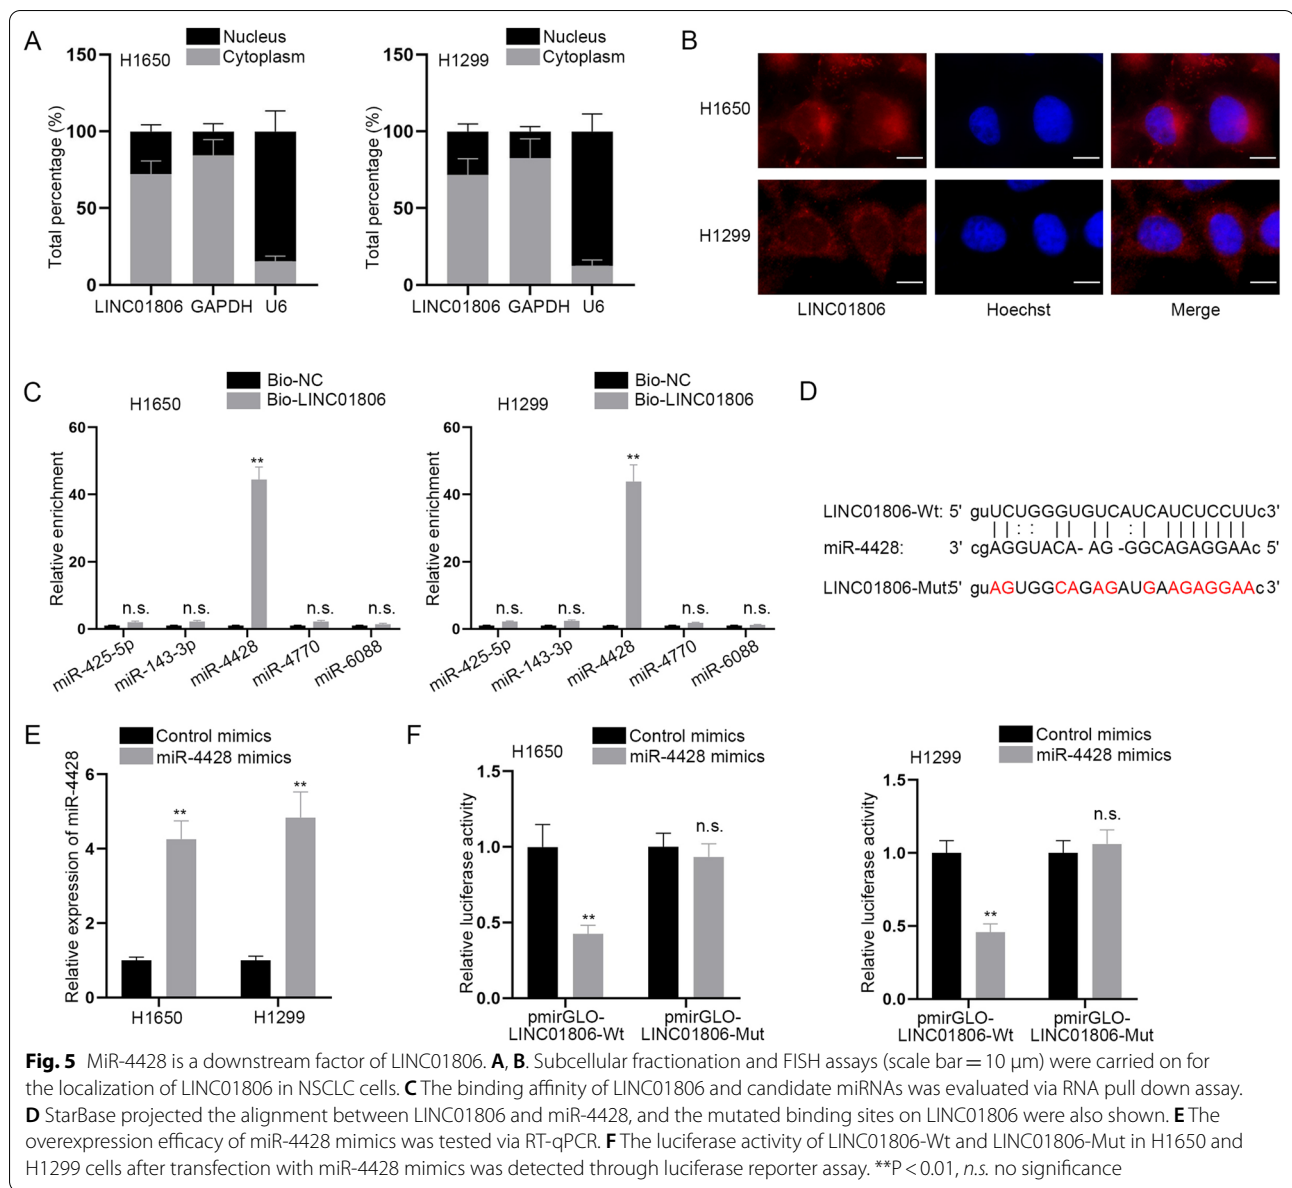 A
Nucleus
Cytoplasm
H1650
Total percentage (%)
150
100
50
0
LINC01806 GAPDH U6
Nucleus
Cytoplasm
H1299
Total percentage (%)
150
100
50
0
LINC01806 GAPDH U6
B
H1650
H1299
LINC01806 Hoechst Merge
C
Bio-NC
Bio-LINC01806
H1650
Relative enrichment
60
40
20
0
n.s. n.s. ** n.s. n.s.
miR-425-5p miR-143-3p miR-4428 miR-4770 miR-6088
Bio-NC
Bio-LINC01806
H1299
Relative enrichment
60
40
20
0
n.s. n.s. ** n.s. n.s.
miR-425-5p miR-143-3p miR-4428 miR-4770 miR-6088
D
LINC01806-Wt: 5' guUCUGGGUGUCAUCAUCUCCUUc3'
| | : : | | | | : | | | | | | | |
miR-4428: 3' cgAGGUACA- AG -GGCAGAGGAAc 5'
LINC01806-Mut:5' guAGUGGCAGAGAUGAAGAGGAAc3'
E
Control mimics
miR-4428 mimics
Relative expression of miR-4428
6
4
2
0
** **
H1650 H1299
F
Control mimics
miR-4428 mimics
H1650
Relative luciferase activity
1.5
1.0
0.5
0.0
** n.s.
pmirGLO- pmirGLO-
LINC01806-Wt LINC01806-Mut
Control mimics
miR-4428 mimics
H1299
Relative luciferase activity
1.5
1.0
0.5
0.0
** n.s.
pmirGLO- pmirGLO-
LINC01806-Wt LINC01806-Mut
Fig. 5 MiR-4428 is a downstream factor of LINC01806. A, B. Subcellular fractionation and FISH assays (scale bar = 10 μm) were carried on for
the localization of LINC01806 in NSCLC cells. C The binding affinity of LINC01806 and candidate miRNAs was evaluated via RNA pull down assay.
D StarBase projected the alignment between LINC01806 and miR-4428, and the mutated binding sites on LINC01806 were also shown. E The
overexpression efficacy of miR-4428 mimics was tested via RT-qPCR. F The luciferase activity of LINC01806-Wt and LINC01806-Mut in H1650 and
H1299 cells after transfection with miR-4428 mimics was detected through luciferase reporter assay. **P < 0.01, n.s. no significance